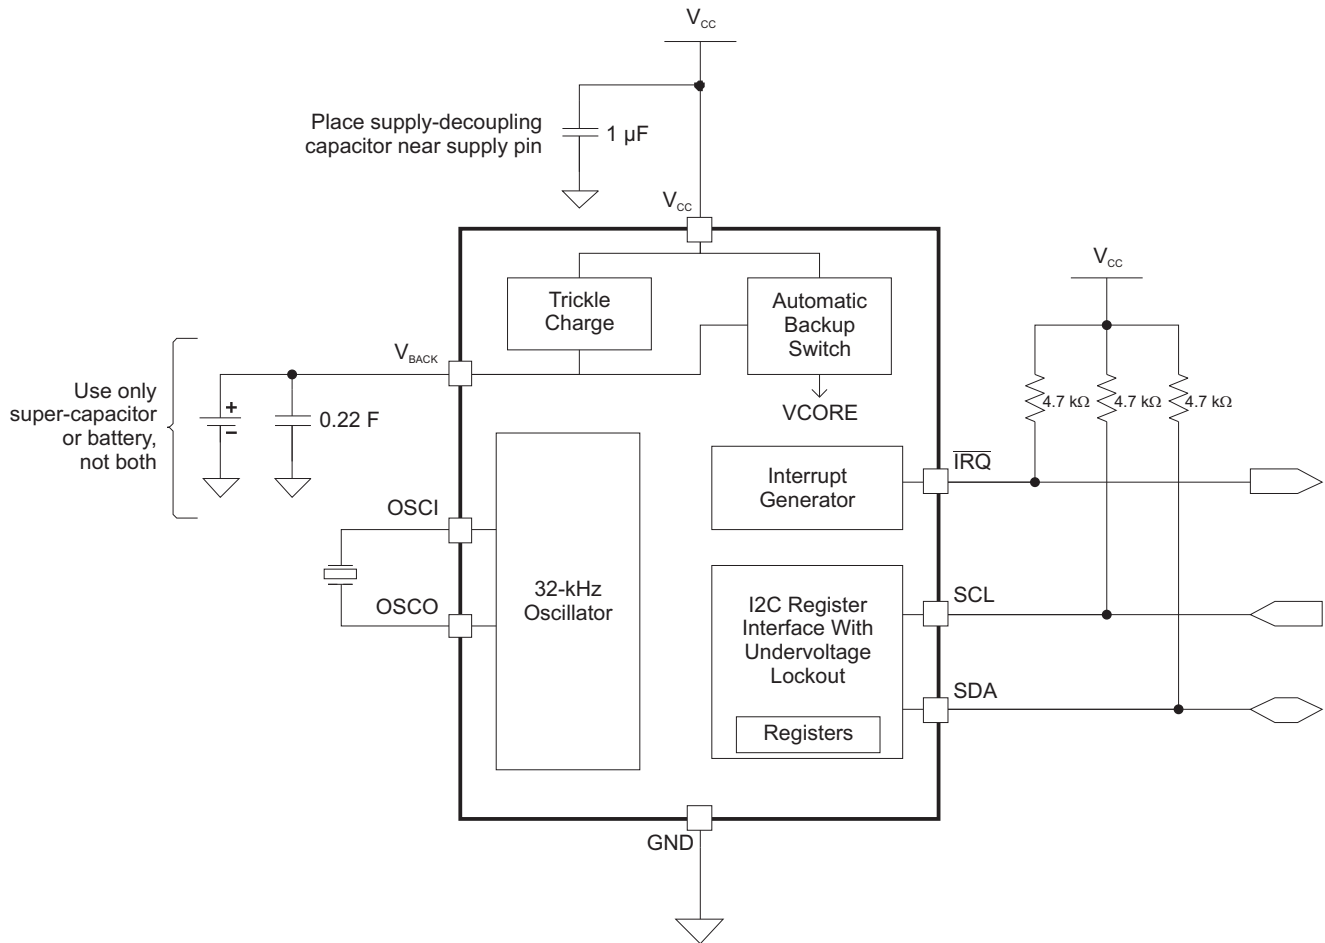 VCC
Place supply-decoupling
capacitor near supply pin
1 µF
VCC
Trickle
Charge
Automatic
Backup
Switch
VCORE
VBACK
Use only
super-capacitor
or battery,
not both
+
–
0.22 F
VCC
4.7 kΩ
4.7 kΩ
4.7 kΩ
OSCI
OSCO
32-kHz
Oscillator
Interrupt
Generator
IRQ
I2C Register
Interface With
Undervoltage
Lockout
Registers
SCL
SDA
GND